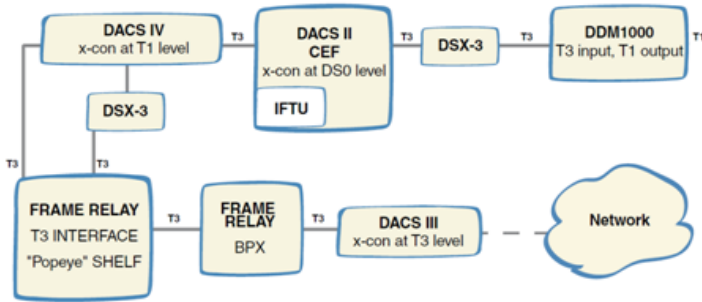 DACS IV
x-con at T1 level
T3
DACS II
CEF
x-con at DS0 level
IFTU
T3
DSX-3
T3
DDM1000
T3 input, T1 output
T1
DSX-3
T3
T3
FRAME RELAY
T3 INTERFACE
"Popeye" SHELF
T3
FRAME
RELAY
BPX
T3
DACS III
x-con at T3 level
Network